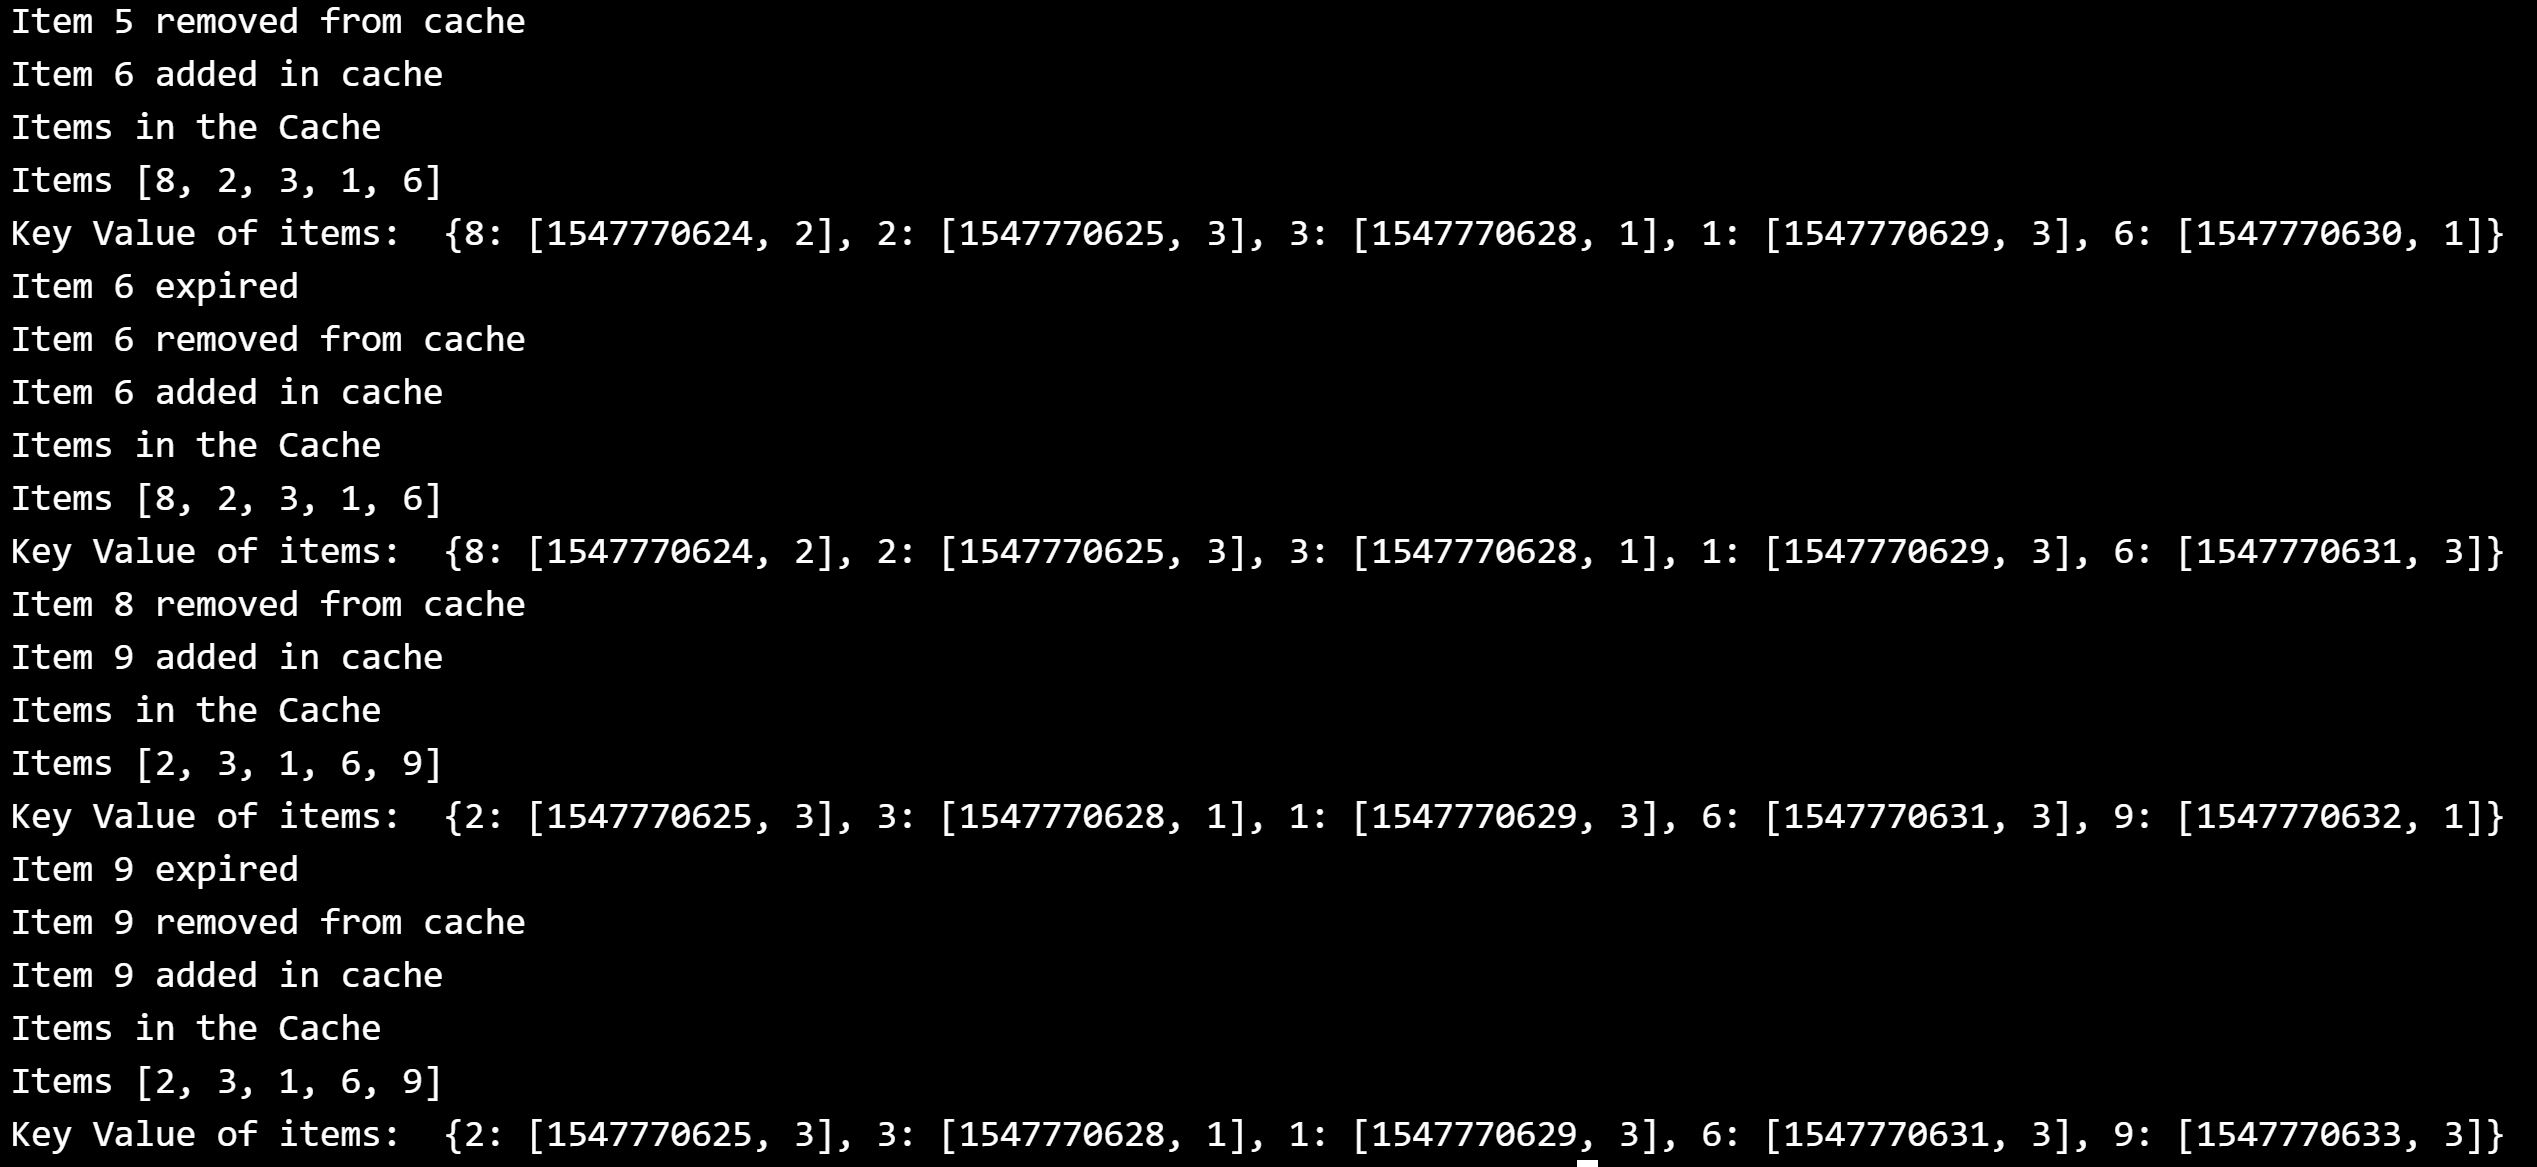 Item 5 removed from cache
Item 6 added in cache
Items in the Cache
Items [8, 2, 3, 1, 6]
Key Value of items:  {8: [1547770624, 2], 2: [1547770625, 3], 3: [1547770628, 1], 1: [1547770629, 3], 6: [1547770630, 1]}
Item 6 expired
Item 6 removed from cache
Item 6 added in cache
Items in the Cache
Items [8, 2, 3, 1, 6]
Key Value of items:  {8: [1547770624, 2], 2: [1547770625, 3], 3: [1547770628, 1], 1: [1547770629, 3], 6: [1547770631, 3]}
Item 8 removed from cache
Item 9 added in cache
Items in the Cache
Items [2, 3, 1, 6, 9]
Key Value of items:  {2: [1547770625, 3], 3: [1547770628, 1], 1: [1547770629, 3], 6: [1547770631, 3], 9: [1547770632, 1]}
Item 9 expired
Item 9 removed from cache
Item 9 added in cache
Items in the Cache
Items [2, 3, 1, 6, 9]
Key Value of items:  {2: [1547770625, 3], 3: [1547770628, 1], 1: [1547770629, 3], 6: [1547770631, 3], 9: [1547770633, 3]}